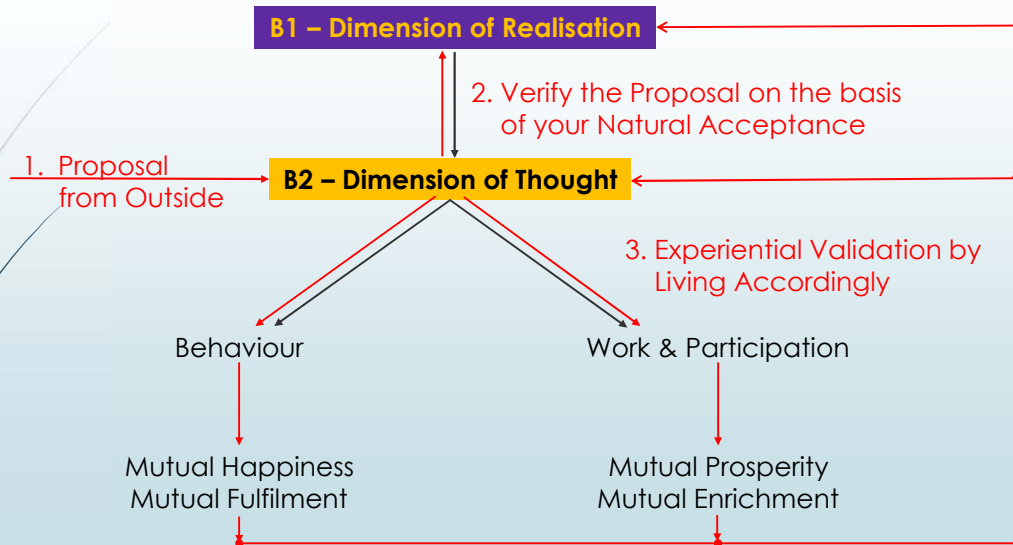 B1 – Dimension of Realisation
2. Verify the Proposal on the basis
of your Natural Acceptance
1. Proposal
from Outside
B2 – Dimension of Thought
3. Experiential Validation by
Living Accordingly
Behaviour
Work & Participation
Mutual Happiness
Mutual Fulfilment
Mutual Prosperity
Mutual Enrichment